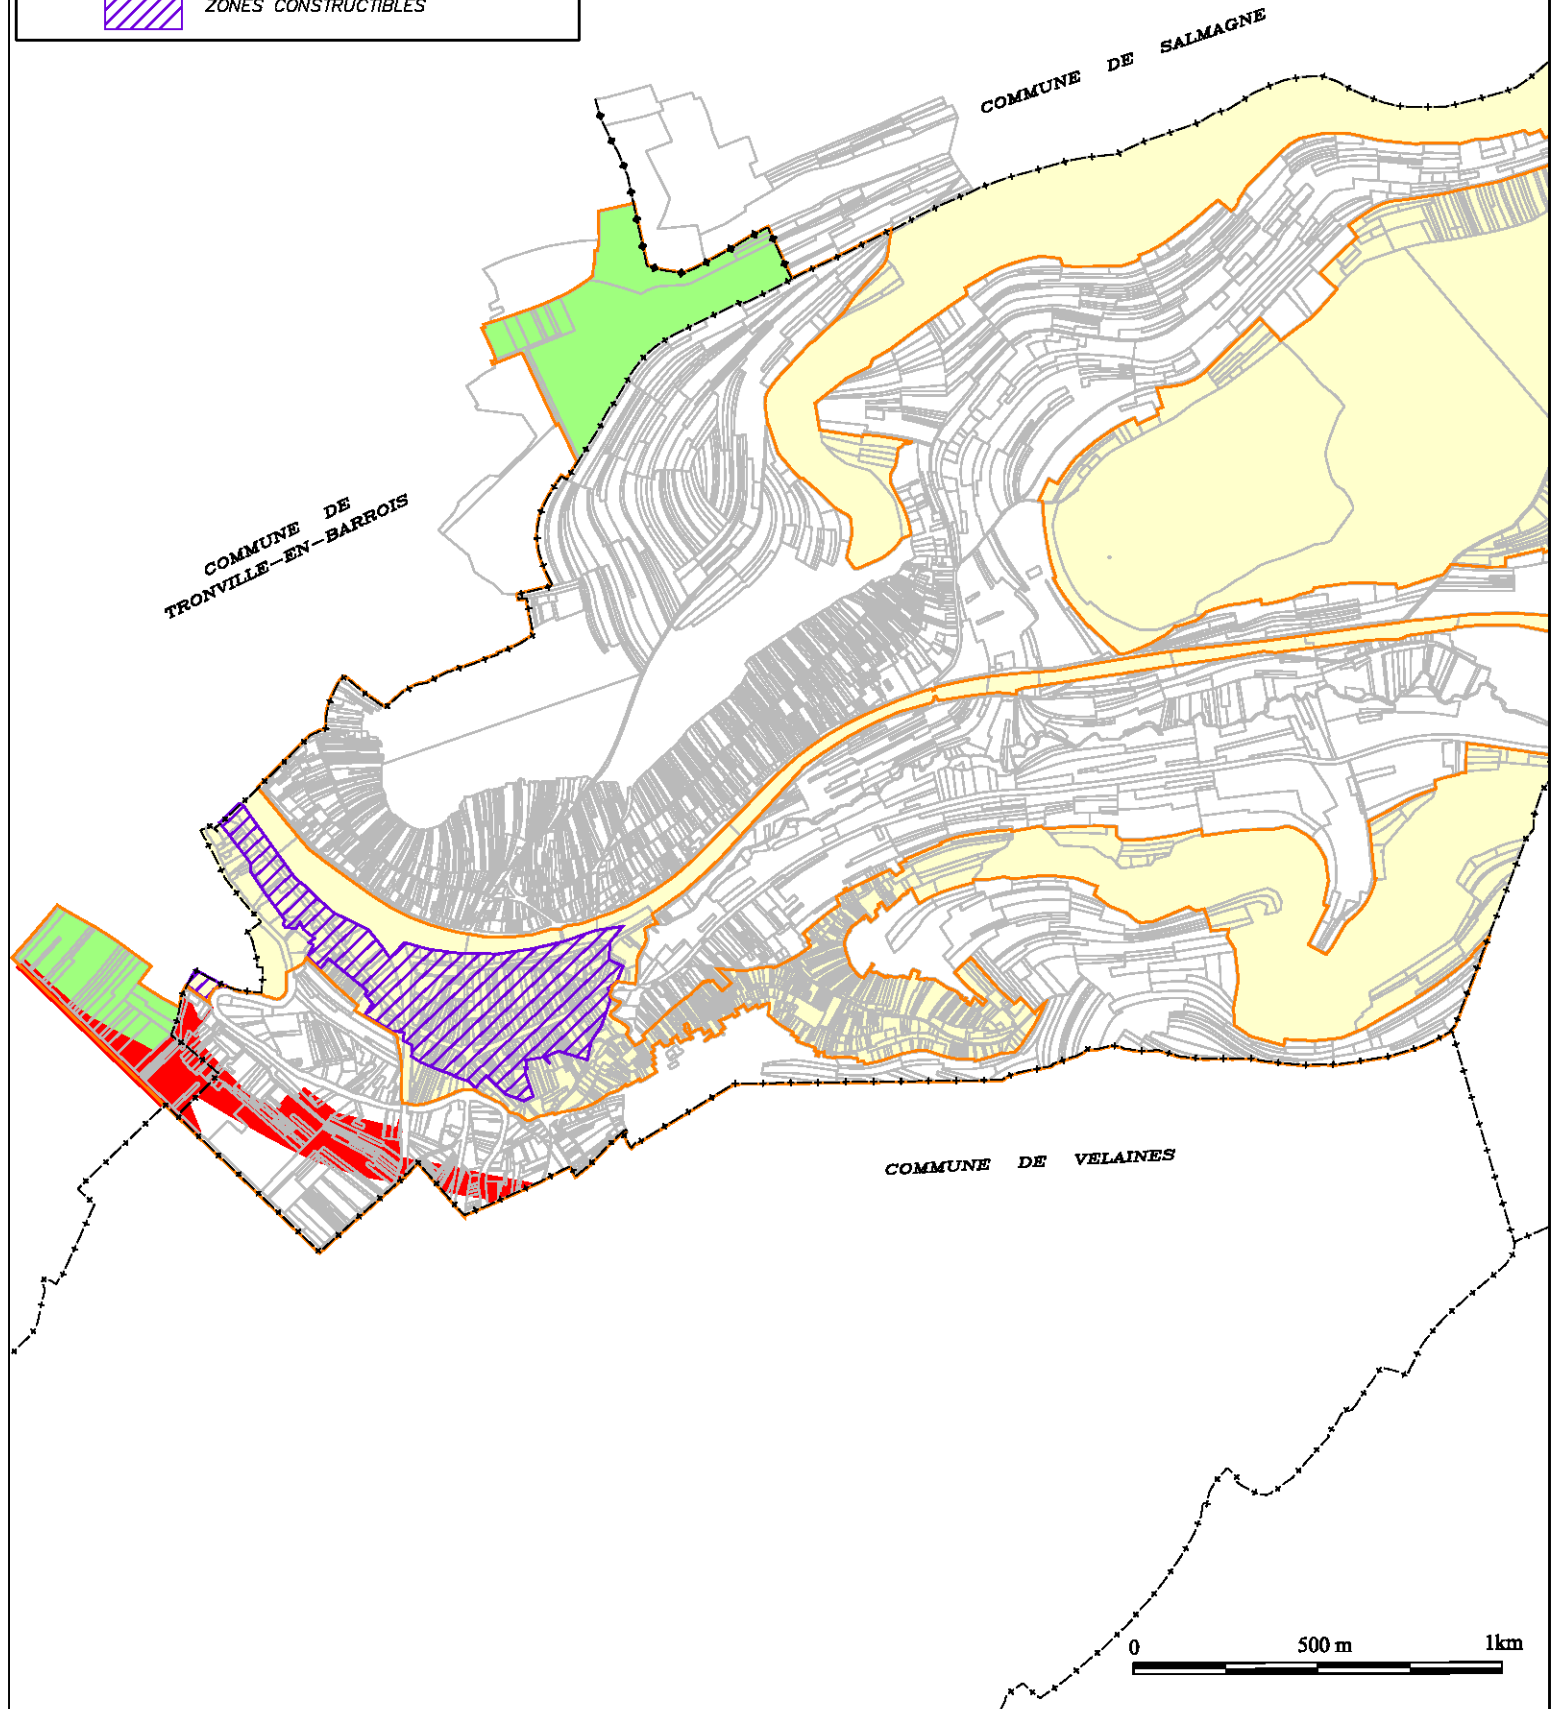 ZONES CONSTRUCTIBLES
COMMUNE DE SALMAGNE
COMMUNE DE
TRONVILLE-EN-BARROIS
COMMUNE DE VELAINES
0 500 m 1km